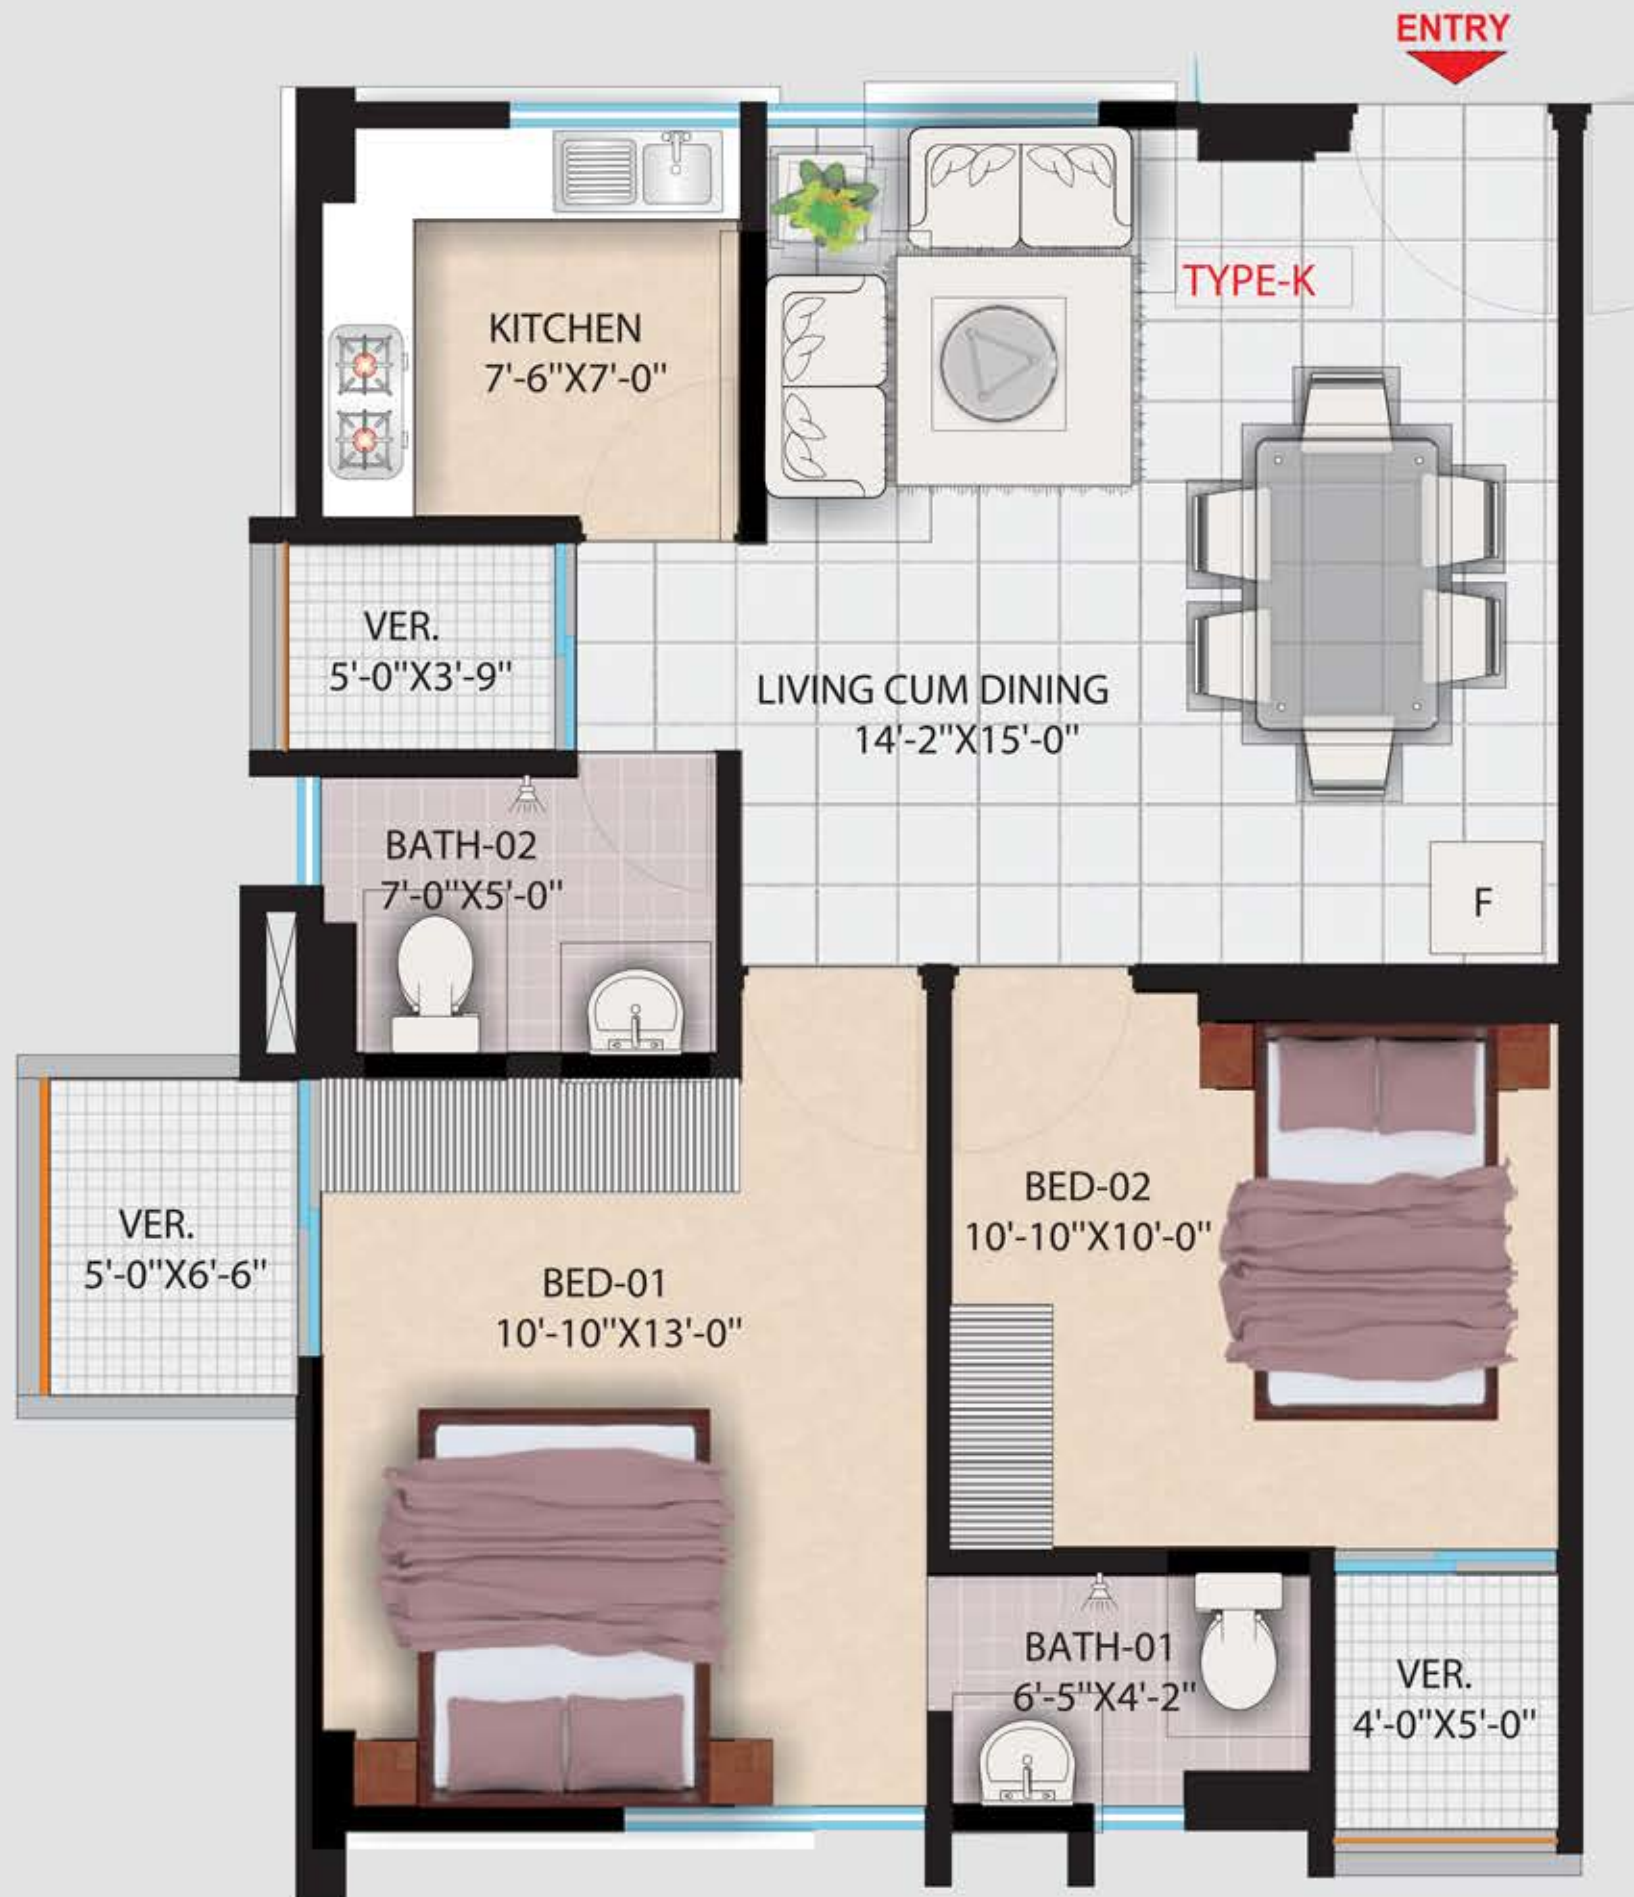 ENTRY
TYPE-K
KITCHEN
7'-6"X7'-0"
VER.
5'-0"X3'-9"
LIVING CUM DINING
14'-2"X15'-0"
BATH-02
7'-0"X5'-0"
F
BED-02
10'-10"X10'-0"
VER.
5'-0"X6'-6"
BED-01
10'-10"X13'-0"
BATH-01
6'-5"X4'-2"
VER.
4'-0"X5'-0"